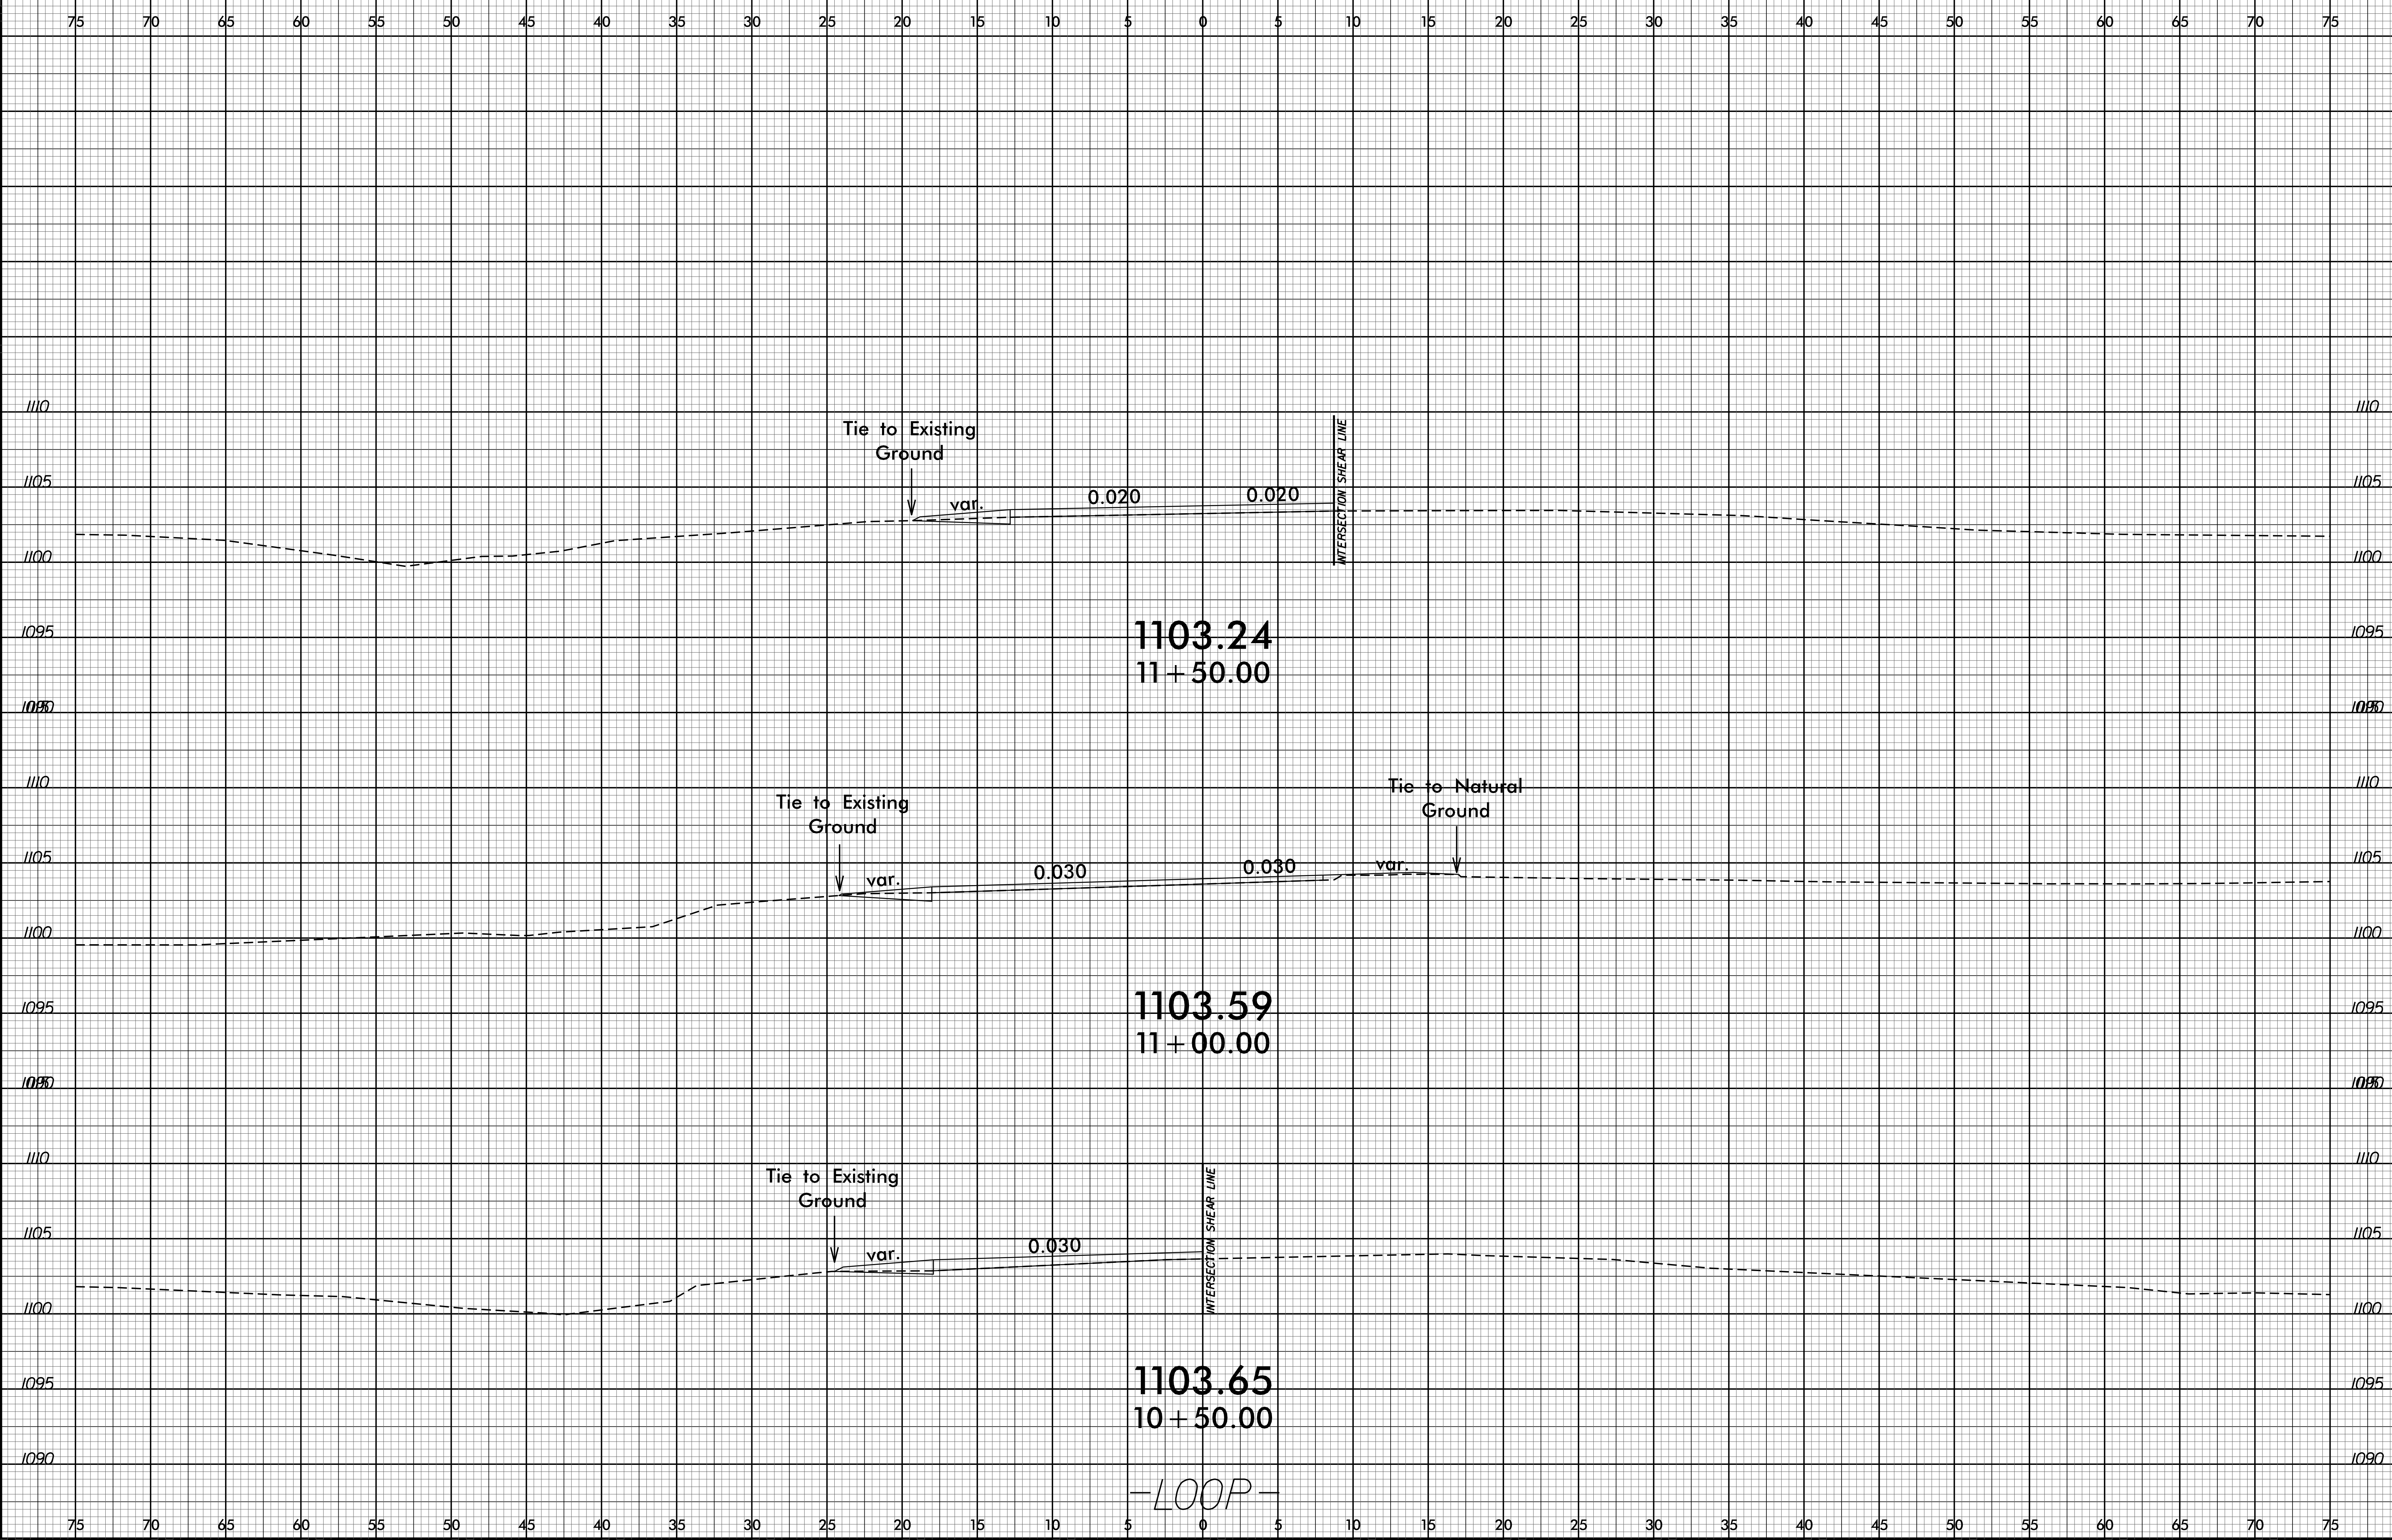 75 70 65 60 55 50 45 40 35 30 25 20 15 10 5 0 5 10 15 20 25 30 35 40 45 50 55 60 65 70 75
1110 1110
Tie to Existing
Ground
INTERSECTION SHEAR LINE
1105 1105
var. 0.020 0.020
1100 1100
1095 1095
1103.24
11+50.00
1110 1110
Tie to Existing
Ground
Tie to Natural
Ground
1105 1105
var. 0.030 0.030 var.
1100 1100
1095 1095
1103.59
11+00.00
1110 1110
Tie to Existing
Ground
INTERSECTION SHEAR LINE
1105 1105
var. 0.030
1100 1100
1095 1095
1103.65
10+50.00
1090 1090
-LOOP-
75 70 65 60 55 50 45 40 35 30 25 20 15 10 5 0 5 10 15 20 25 30 35 40 45 50 55 60 65 70 75